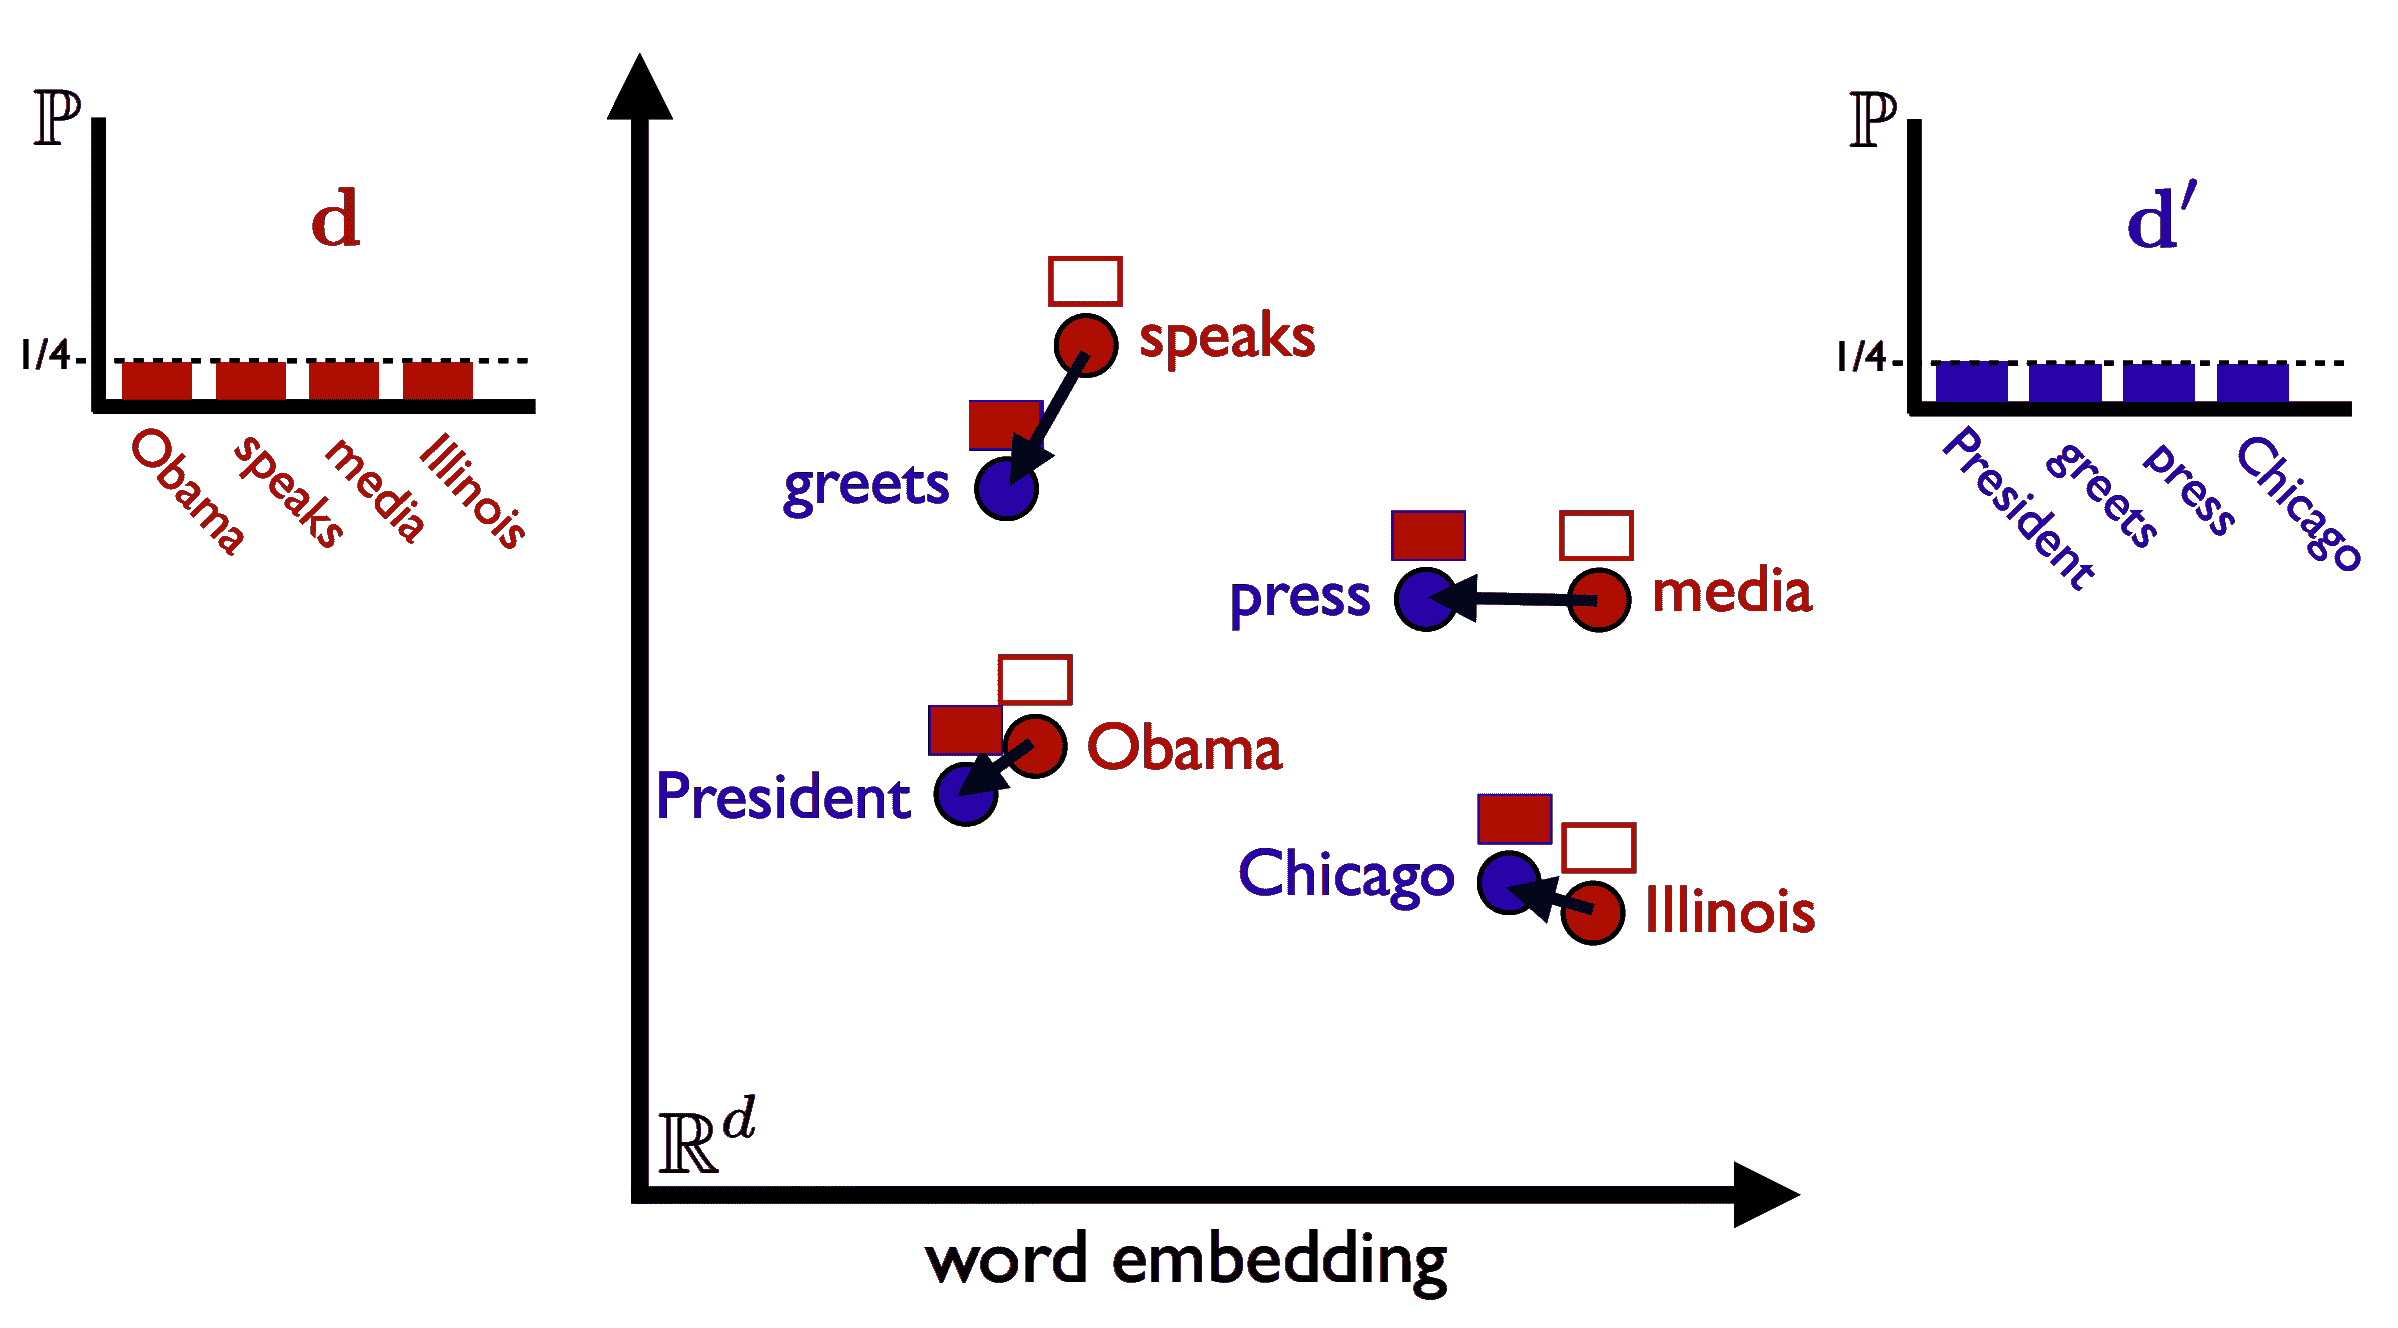 ℙ
d
1/4
Obama
speaks
media
Illinois
speaks
greets
press
media
Obama
President
Chicago
Illinois
ℝᵈ
word embedding
ℙ
d′
1/4
President
greets
press
Chicago